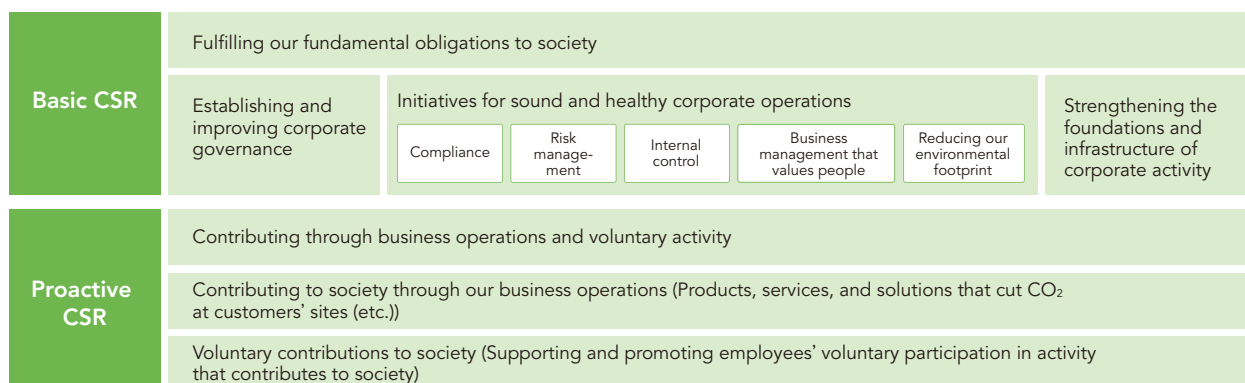 Basic CSR
Fulfilling our fundamental obligations to society
Establishing and
improving corporate
governance
Initiatives for sound and healthy corporate operations
Compliance
Risk
manage-
ment
Internal
control
Business
management that
values people
Reducing our
environmental
footprint
Strengthening the
foundations and
infrastructure of
corporate activity
Proactive
CSR
Contributing through business operations and voluntary activity
Contributing to society through our business operations (Products, services, and solutions that cut CO₂
at customers’ sites (etc.))
Voluntary contributions to society (Supporting and promoting employees’ voluntary participation in activity
that contributes to society)